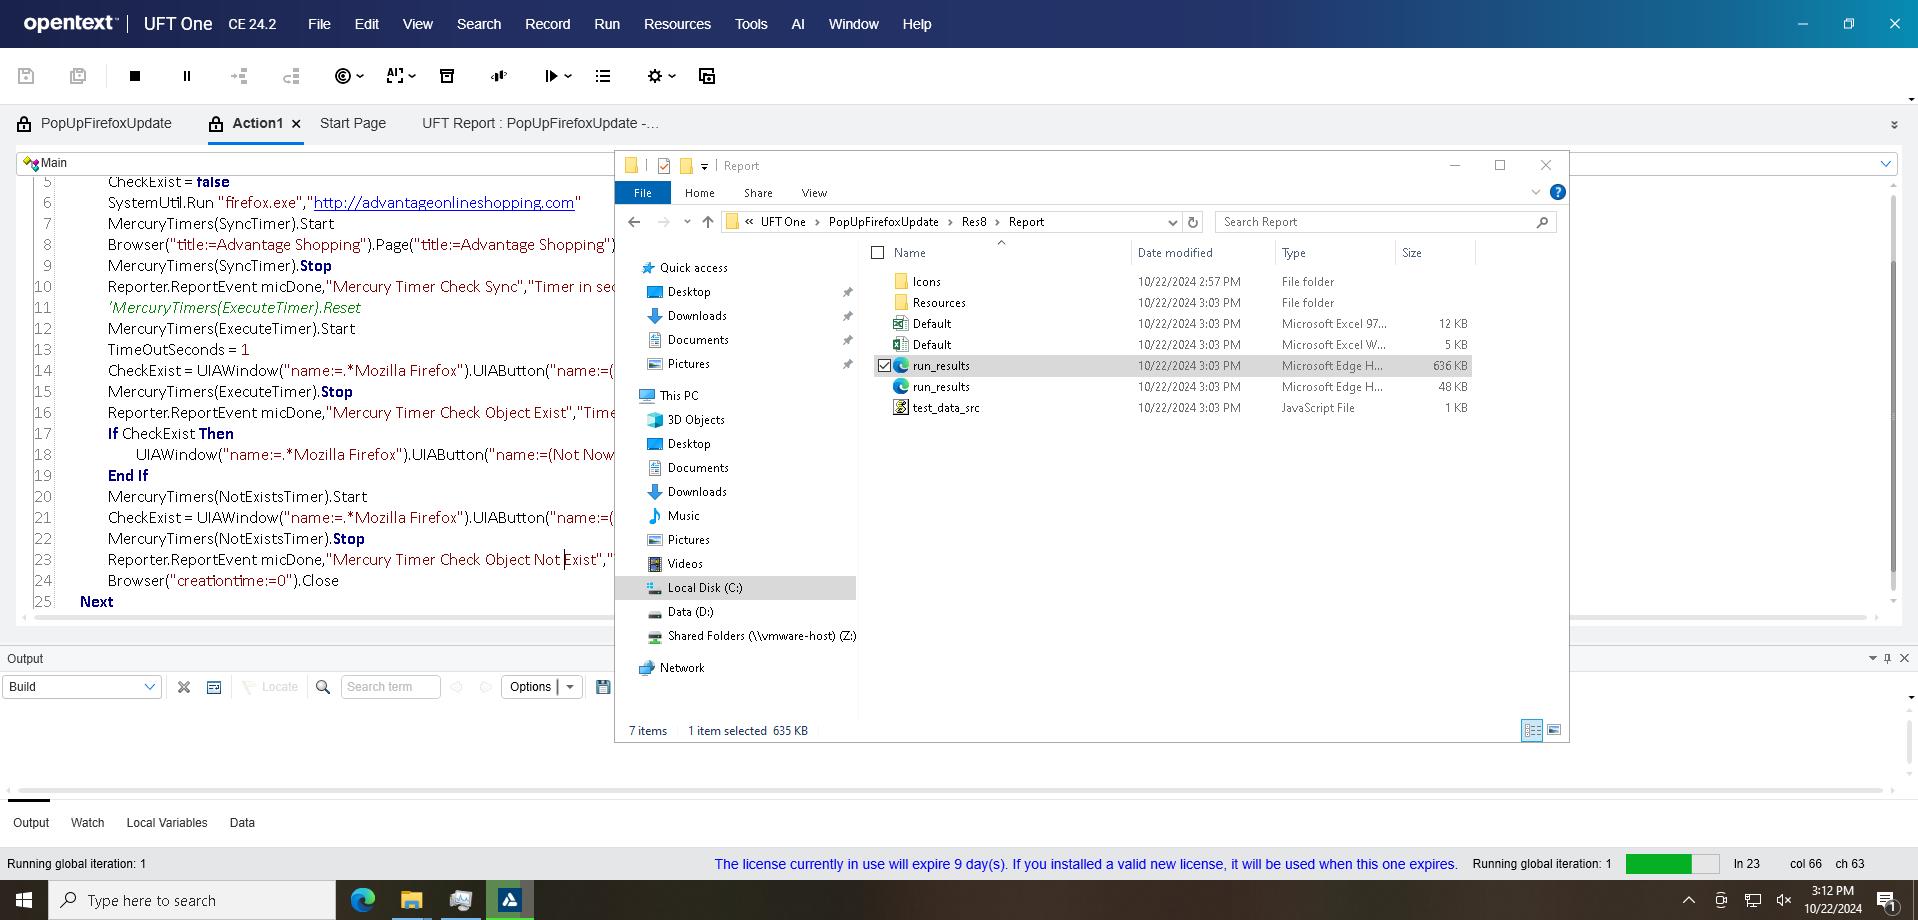 opentext™ | UFT One CE 24.2 File Edit View Search Record Run Resources Tools AI Window Help
PopUpFirefoxUpdate Action1 Start Page UFT Report : PopUpFirefoxUpdate -...
Main
5 CheckExist = false
6 SystemUtil.Run "firefox.exe","http://advantageonlineshopping.com"
7 MercuryTimers(SyncTimer).Start
8 Browser("title:=Advantage Shopping").Page("title:=Advantage Shopping")
9 MercuryTimers(SyncTimer).Stop
10 Reporter.ReportEvent micDone,"Mercury Timer Check Sync","Timer in sec
11 'MercuryTimers(ExecuteTimer).Reset
12 MercuryTimers(ExecuteTimer).Start
13 TimeOutSeconds = 1
14 CheckExist = UIAWindow("name:=.*Mozilla Firefox").UIAButton("name:=(
15 MercuryTimers(ExecuteTimer).Stop
16 Reporter.ReportEvent micDone,"Mercury Timer Check Object Exist","Time
17 If CheckExist Then
18 UIAWindow("name:=.*Mozilla Firefox").UIAButton("name:=(Not Now
19 End If
20 MercuryTimers(NotExistsTimer).Start
21 CheckExist = UIAWindow("name:=.*Mozilla Firefox").UIAButton("name:=(
22 MercuryTimers(NotExistsTimer).Stop
23 Reporter.ReportEvent micDone,"Mercury Timer Check Object Not Exist","
24 Browser("creationtime:=0").Close
25 Next
Report
File Home Share View
« UFT One › PopUpFirefoxUpdate › Res8 › Report Search Report
Name Date modified Type Size
Icons 10/22/2024 2:57 PM File folder
Resources 10/22/2024 3:03 PM File folder
Default 10/22/2024 3:03 PM Microsoft Excel 97... 12 KB
Default 10/22/2024 3:03 PM Microsoft Excel W... 5 KB
run_results 10/22/2024 3:03 PM Microsoft Edge H... 636 KB
run_results 10/22/2024 3:03 PM Microsoft Edge H... 48 KB
test_data_src 10/22/2024 3:03 PM JavaScript File 1 KB
Quick access
Desktop
Downloads
Documents
Pictures
This PC
3D Objects
Desktop
Documents
Downloads
Music
Pictures
Videos
Local Disk (C:)
Data (D:)
Shared Folders (\\vmware-host) (Z:)
Network
7 items 1 item selected 635 KB
Output
Build Locate Search term Options
Output Watch Local Variables Data
Running global iteration: 1 The license currently in use will expire 9 day(s). If you installed a valid new license, it will be used when this one expires. Running global iteration: 1 ln 23 col 66 ch 63
Type here to search
3:12 PM
10/22/2024
1